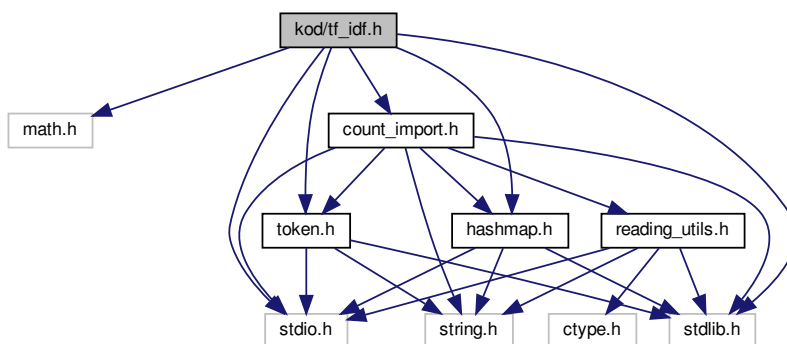 kod/tf_idf.h
math.h
count_import.h
token.h
hashmap.h
reading_utils.h
stdio.h
string.h
ctype.h
stdlib.h